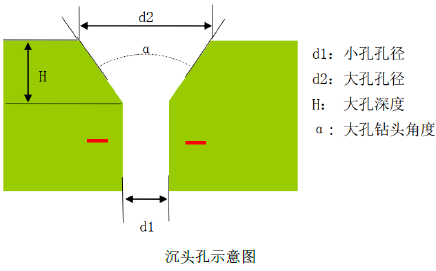 d2
α
H
d1
d1: 小孔孔径
d2: 大孔孔径
H: 大孔深度
α: 大孔钻头角度
沉头孔示意图